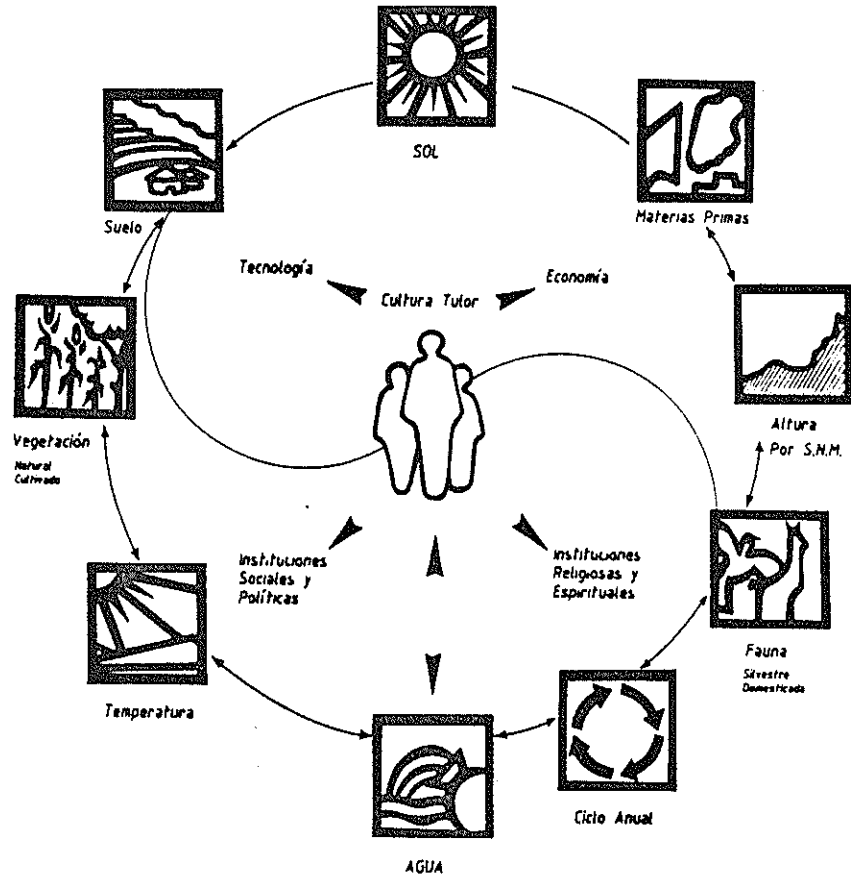 SOL
Suelo
Materias Primas
Tecnología
Economía
Cultura Tutor
Vegetación
Natural
Cultivado
Altura
Por S.N.M.
Instituciones
Sociales y
Políticas
Instituciones
Religiosas y
Espirituales
Fauna
Silvestre
Domesticada
Temperatura
Ciclo Anual
AGUA